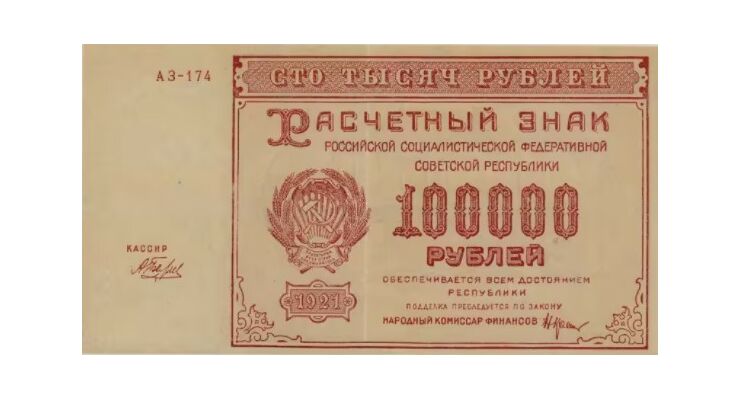 АЗ-174
СТО ТЫСЯЧ РУБЛЕЙ
РАСЧЕТНЫЙ ЗНАК
РОССИЙСКОЙ СОЦИАЛИСТИЧЕСКОЙ ФЕДЕРАТИВНОЙ
СОВЕТСКОЙ РЕСПУБЛИКИ
100000
РУБЛЕЙ
КАССИР
1921
ОБЕСПЕЧИВАЕТСЯ ВСЕМ ДОСТОЯНИЕМ
РЕСПУБЛИКИ
ПОДДЕЛКА ПРЕСЛЕДУЕТСЯ ПО ЗАКОНУ
НАРОДНЫЙ КОМИССАР ФИНАНСОВ